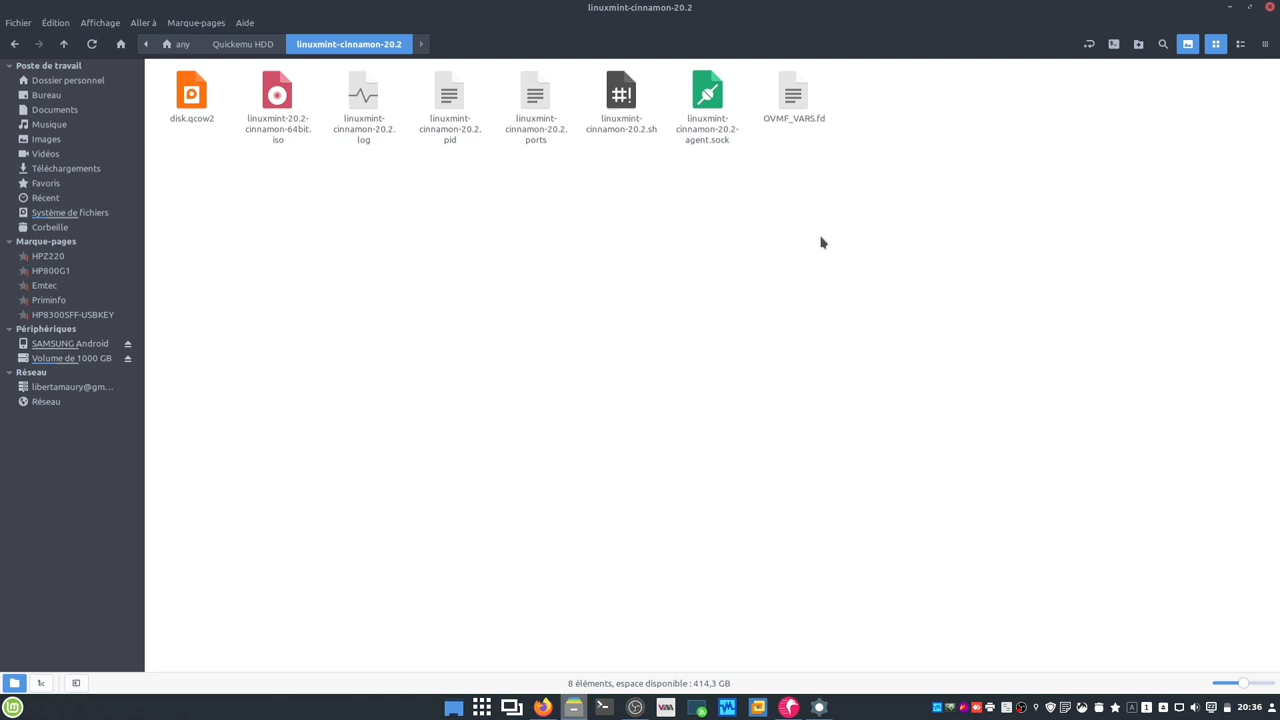 linuxmint-cinnamon-20.2
Fichier Édition Affichage Aller à Marque-pages Aide
any Quickemu HDD linuxmint-cinnamon-20.2
Poste de travail
Dossier personnel
Bureau
Documents
Musique
Images
Vidéos
Téléchargements
Favoris
Récent
Système de fichiers
Corbeille
Marque-pages
HPZ220
HP800G1
Emtec
Priminfo
HP8300SFF-USBKEY
Périphériques
SAMSUNG Android
Volume de 1000 GB
Réseau
libertamaury@gm...
Réseau
disk.qcow2
linuxmint-20.2-
cinnamon-64bit.
iso
linuxmint-
cinnamon-20.2.
log
linuxmint-
cinnamon-20.2.
pid
linuxmint-
cinnamon-20.2.
ports
linuxmint-
cinnamon-20.2.sh
linuxmint-
cinnamon-20.2-
agent.sock
OVMF_VARS.fd
#!
8 éléments, espace disponible : 414,3 GB
20:36